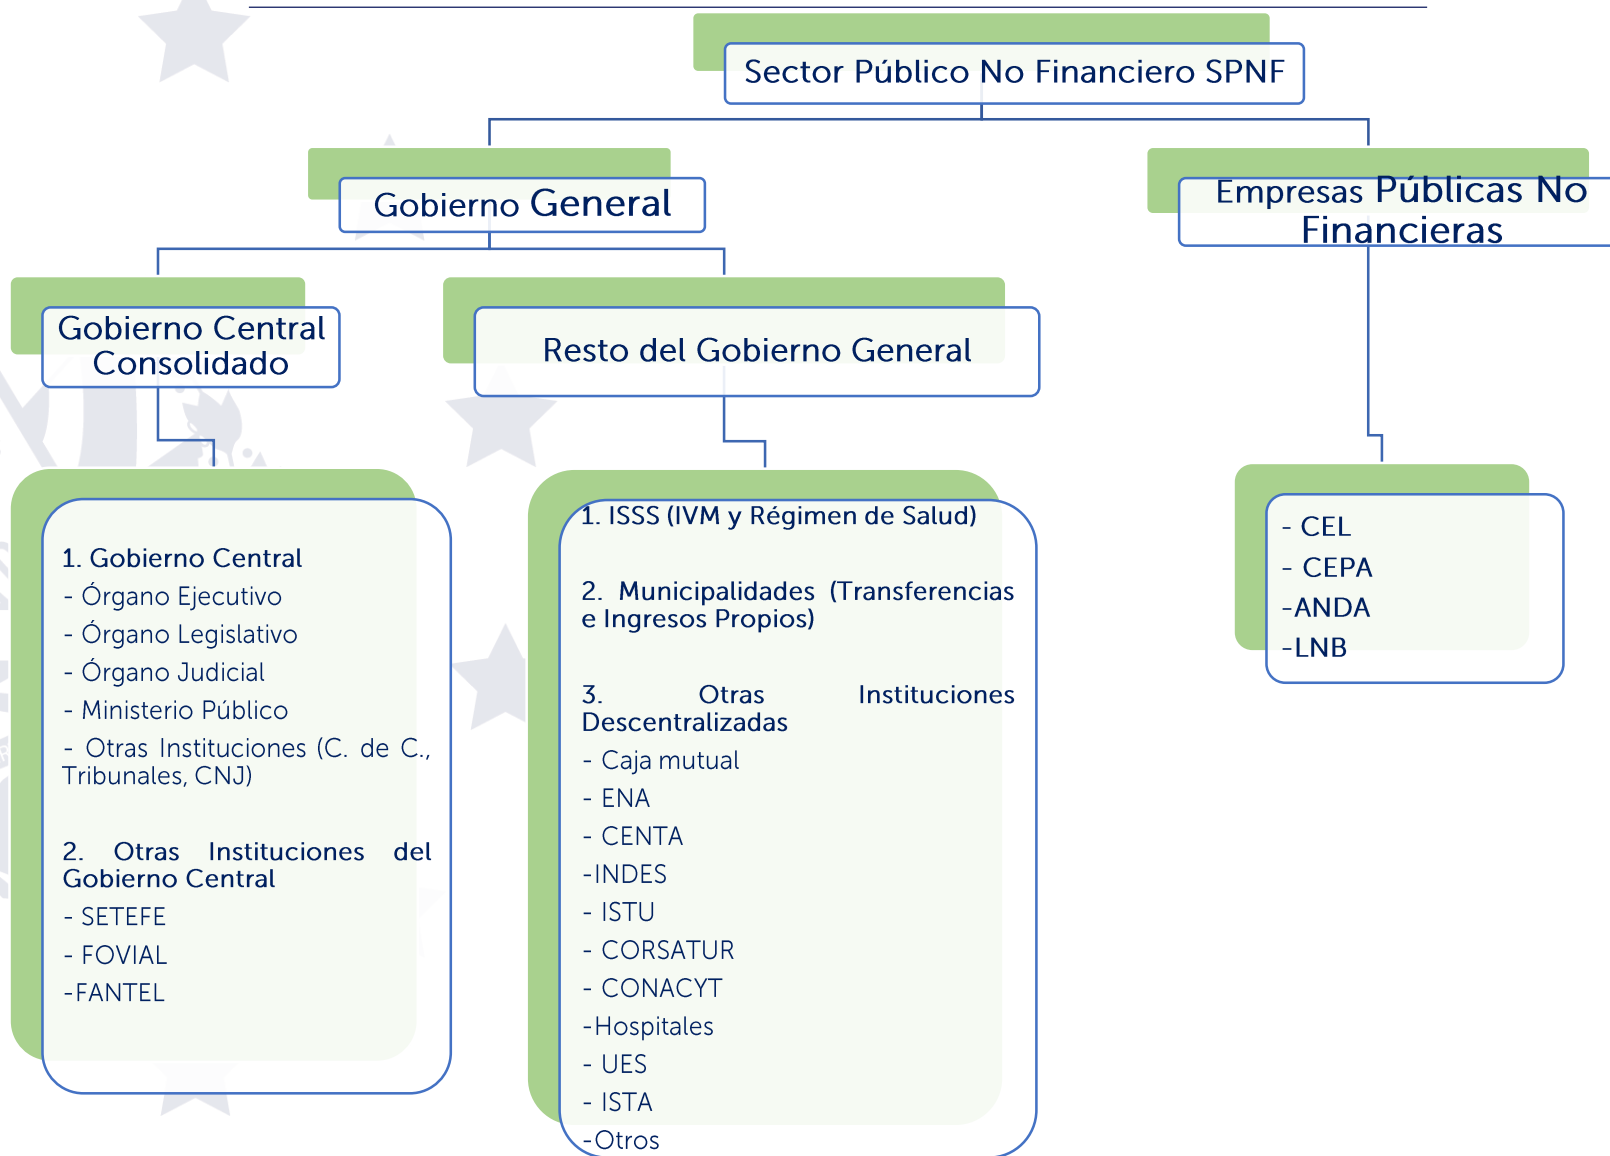 Sector Público No Financiero SPNF
Gobierno General
Empresas Públicas No
Financieras
Gobierno Central
Consolidado
Resto del Gobierno General
1. Gobierno Central
- Órgano Ejecutivo
- Órgano Legislativo
- Órgano Judicial
- Ministerio Público
- Otras Instituciones (C. de C.,
Tribunales, CNJ)
2. Otras Instituciones del
Gobierno Central
- SETEFE
- FOVIAL
-FANTEL
1. ISSS (IVM y Régimen de Salud)
2. Municipalidades (Transferencias
e Ingresos Propios)
3. Otras Instituciones
Descentralizadas
- Caja mutual
- ENA
- CENTA
-INDES
- ISTU
- CORSATUR
- CONACYT
-Hospitales
- UES
- ISTA
-Otros
- CEL
- CEPA
-ANDA
-LNB